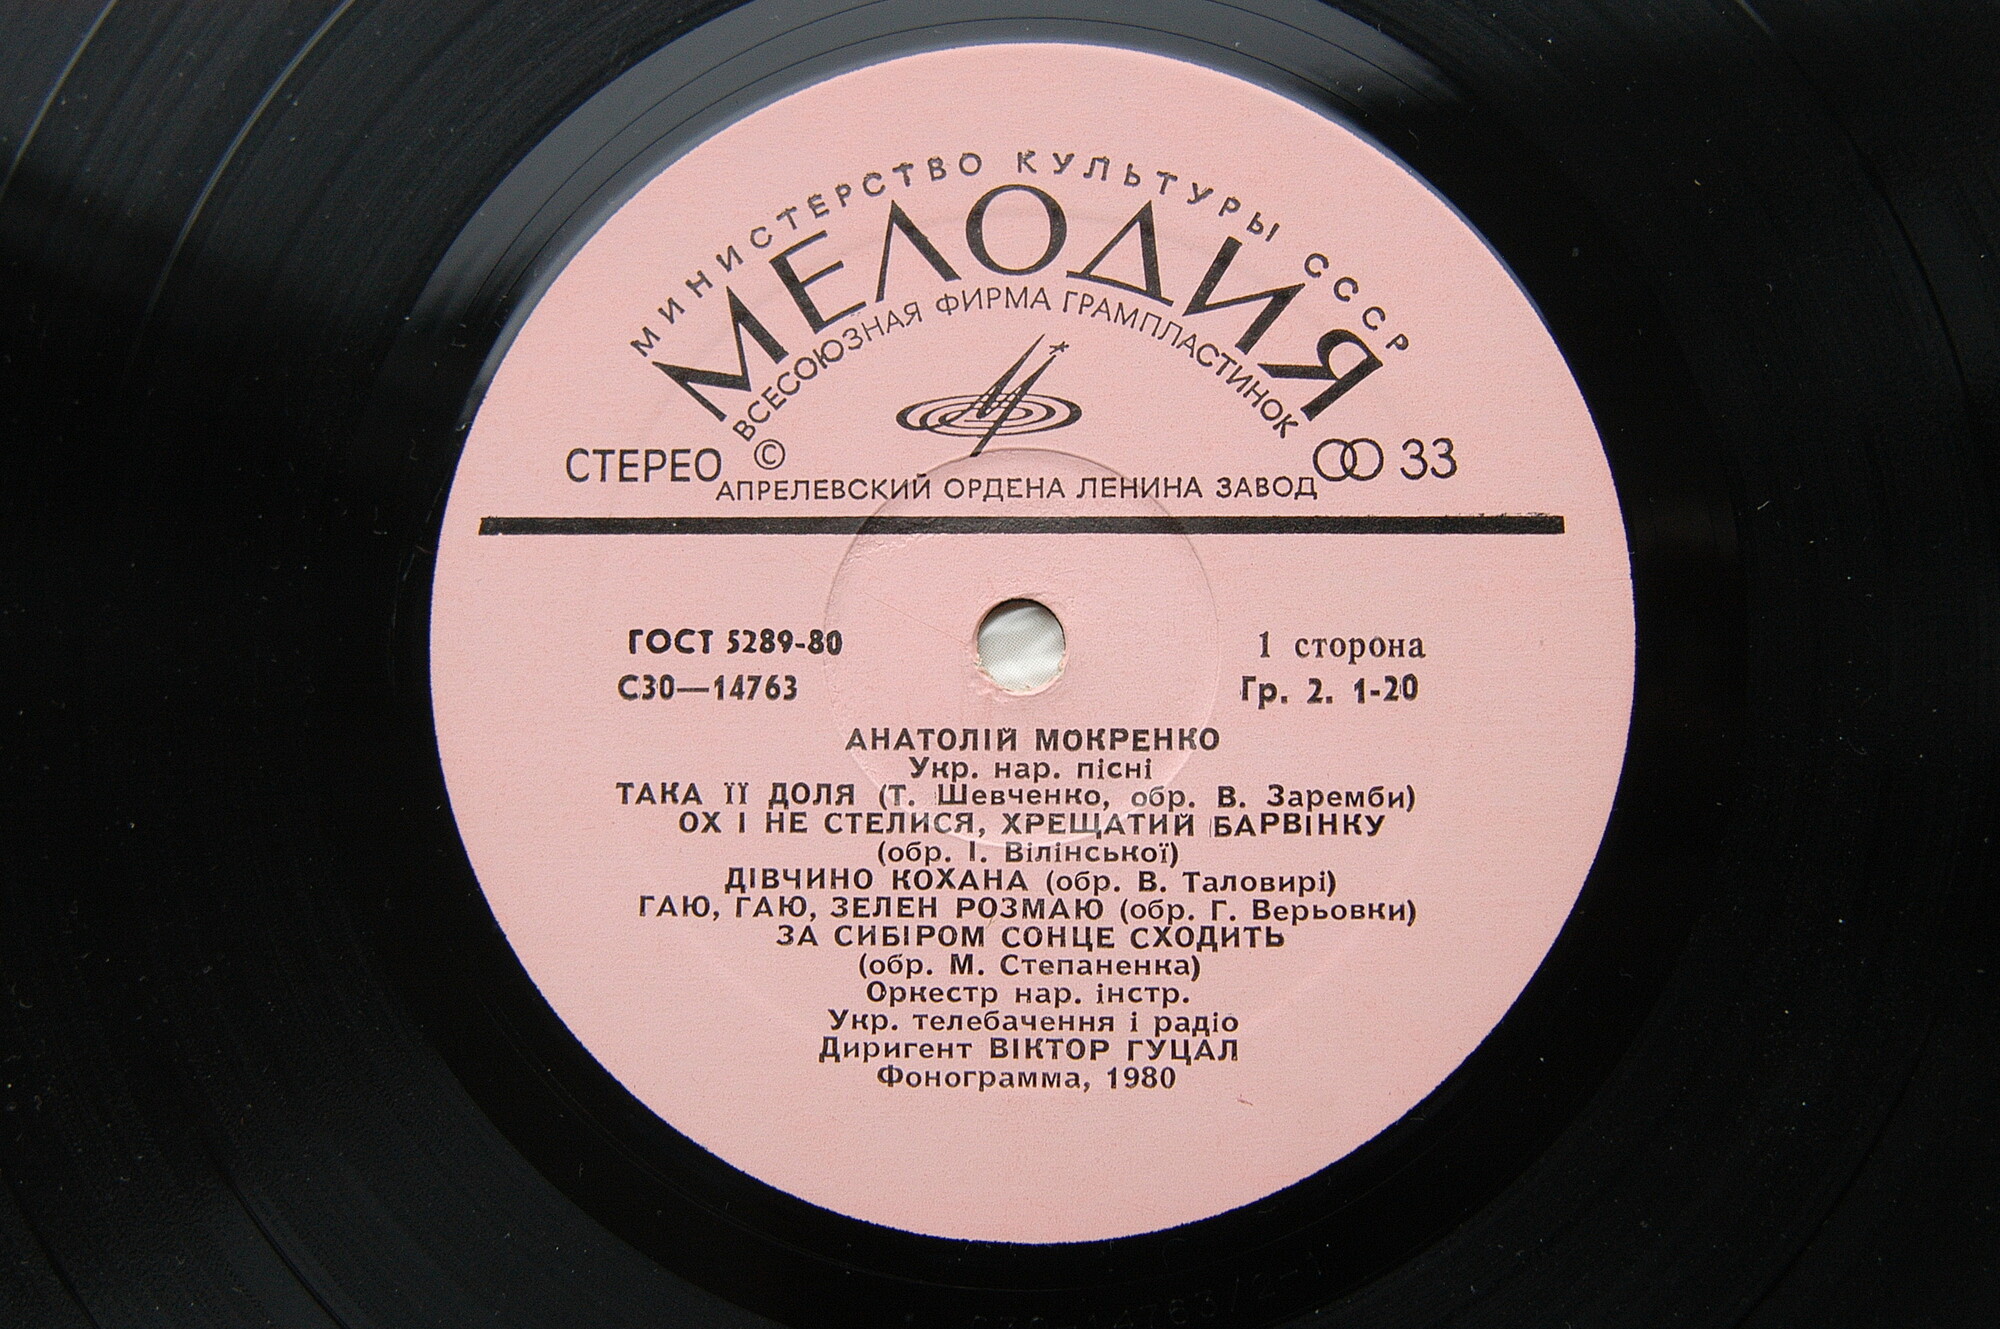 МИНИСТЕРСТВО КУЛЬТУРЫ СССР
МЕЛОДИЯ
ВСЕСОЮЗНАЯ ФИРМА ГРАМПЛАСТИНОК
СТЕРЕО © 33
АПРЕЛЕВСКИЙ ОРДЕНА ЛЕНИНА ЗАВОД
ГОСТ 5289-80 1 сторона
С30—14763 Гр. 2. 1-20
АНАТОЛІЙ МОКРЕНКО
Укр. нар. пісні
ТАКА ЇЇ ДОЛЯ (Т. Шевченко, обр. В. Заремби)
ОХ І НЕ СТЕЛИСЯ, ХРЕЩАТИЙ БАРВІНКУ
(обр. І. Вілінської)
ДІВЧИНО КОХАНА (обр. В. Таловирі)
ГАЮ, ГАЮ, ЗЕЛЕН РОЗМАЮ (обр. Г. Верьовки)
ЗА СИБІРОМ СОНЦЕ СХОДИТЬ
(обр. М. Степаненка)
Оркестр нар. інстр.
Укр. телебачення і радіо
Диригент ВІКТОР ГУЦАЛ
Фонограмма, 1980